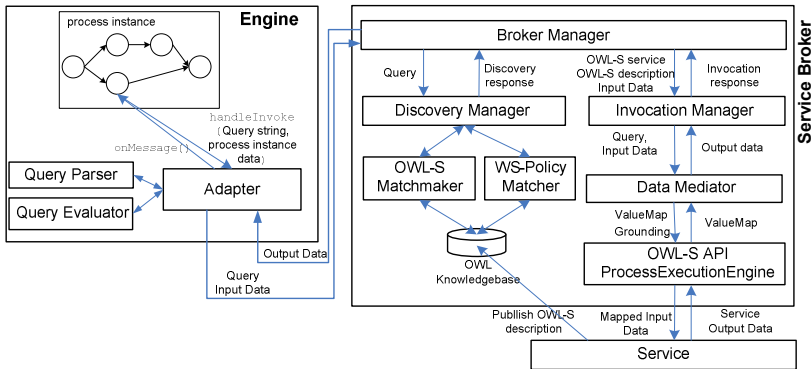 Engine
process instance
handleInvoke
(Query string,
process instance
data)
onMessage()
Query Parser
Query Evaluator
Adapter
Output Data
Query
Input Data
Service Broker
Broker Manager
Query
Discovery
response
OWL-S service
OWL-S description
Input Data
Invocation
response
Discovery Manager
Invocation Manager
Query,
Input Data
Output data
OWL-S
Matchmaker
WS-Policy
Matcher
Data Mediator
ValueMap
Grounding
ValueMap
OWL
Knowledgebase
OWL-S API
ProcessExecutionEngine
Publlish OWL-S
description
Mapped Input
Data
Service
Output Data
Service